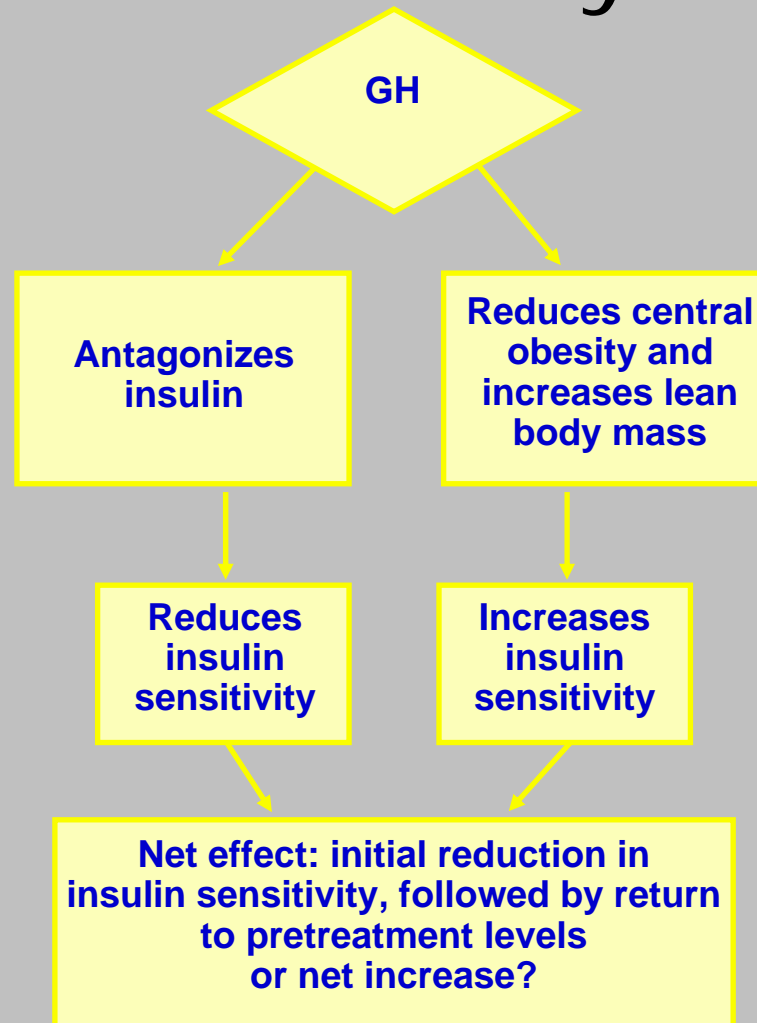 GH
Antagonizes
insulin
Reduces central
obesity and
increases lean
body mass
Reduces
insulin
sensitivity
Increases
insulin
sensitivity
Net effect: initial reduction in
insulin sensitivity, followed by return
to pretreatment levels
or net increase?